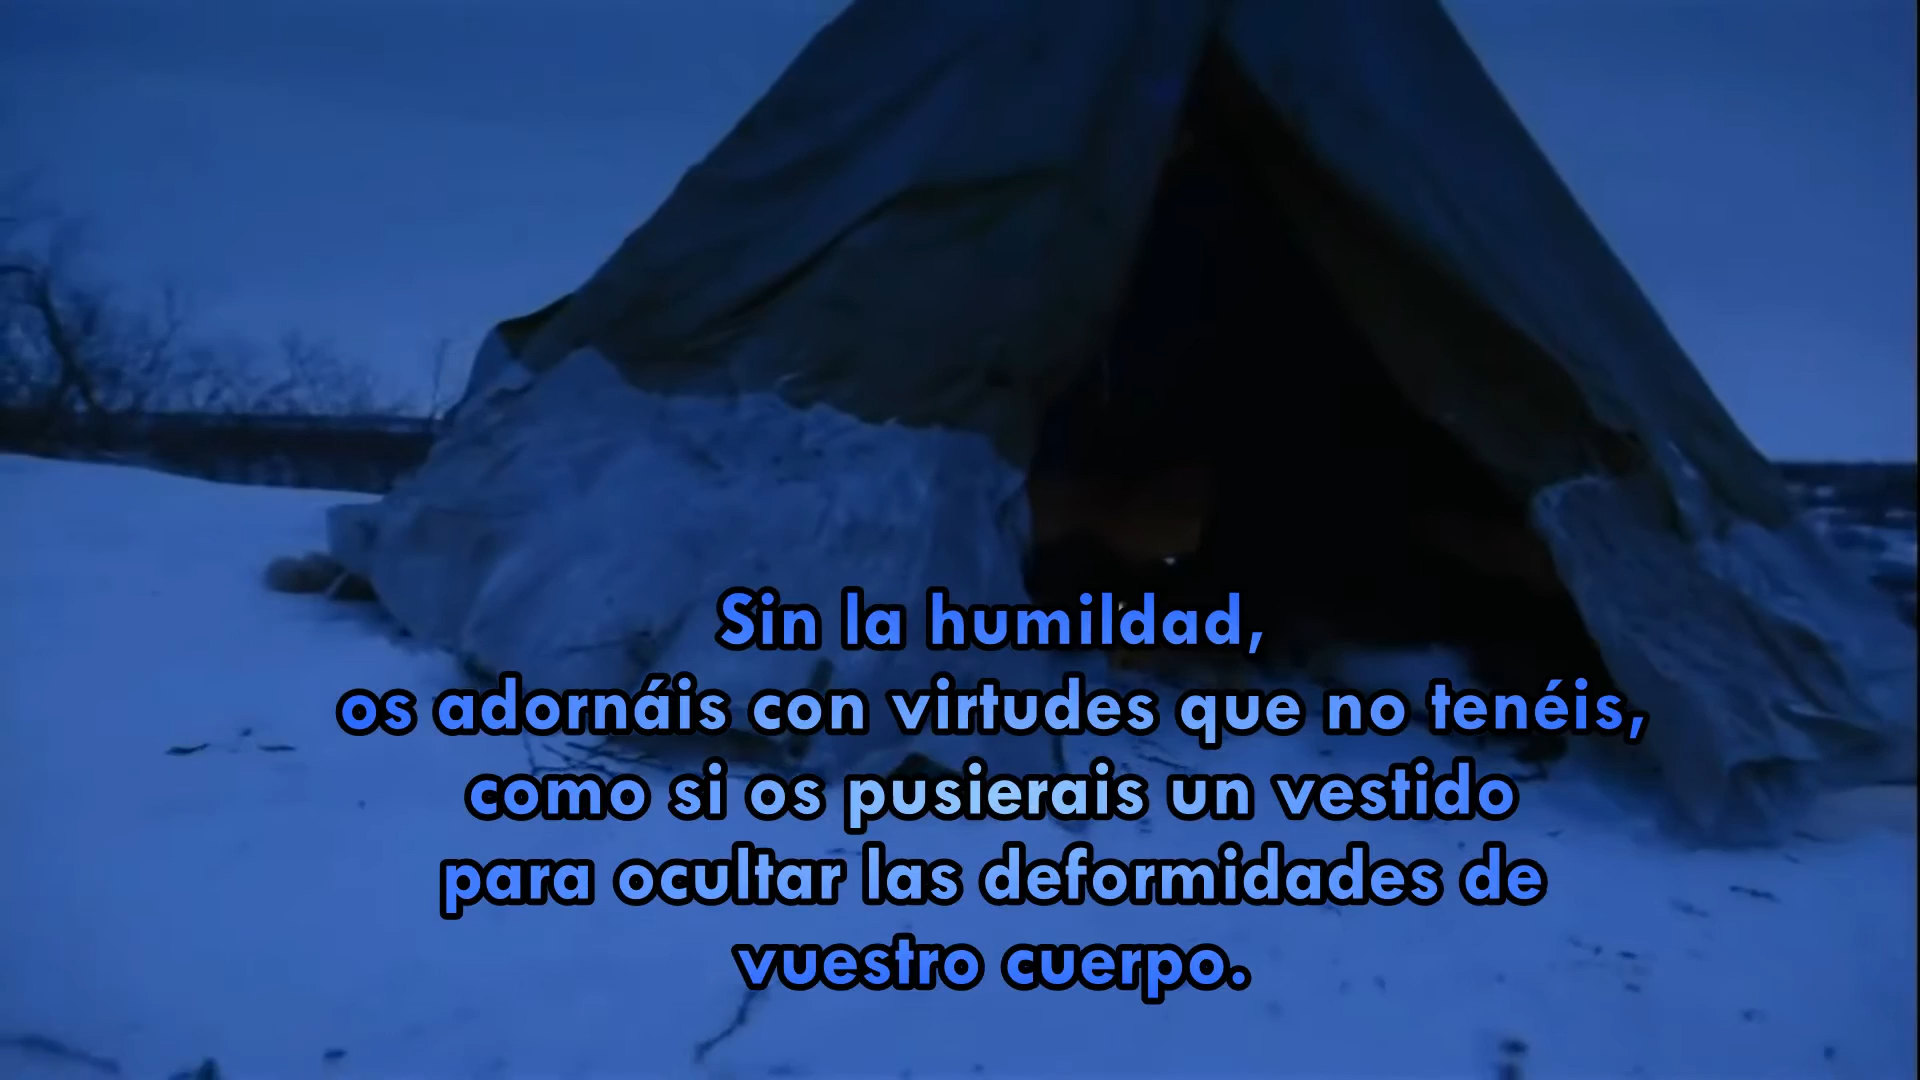 Sin la humildad,
os adornáis con virtudes que no tenéis,
como si os pusierais un vestido
para ocultar las deformidades de
vuestro cuerpo.